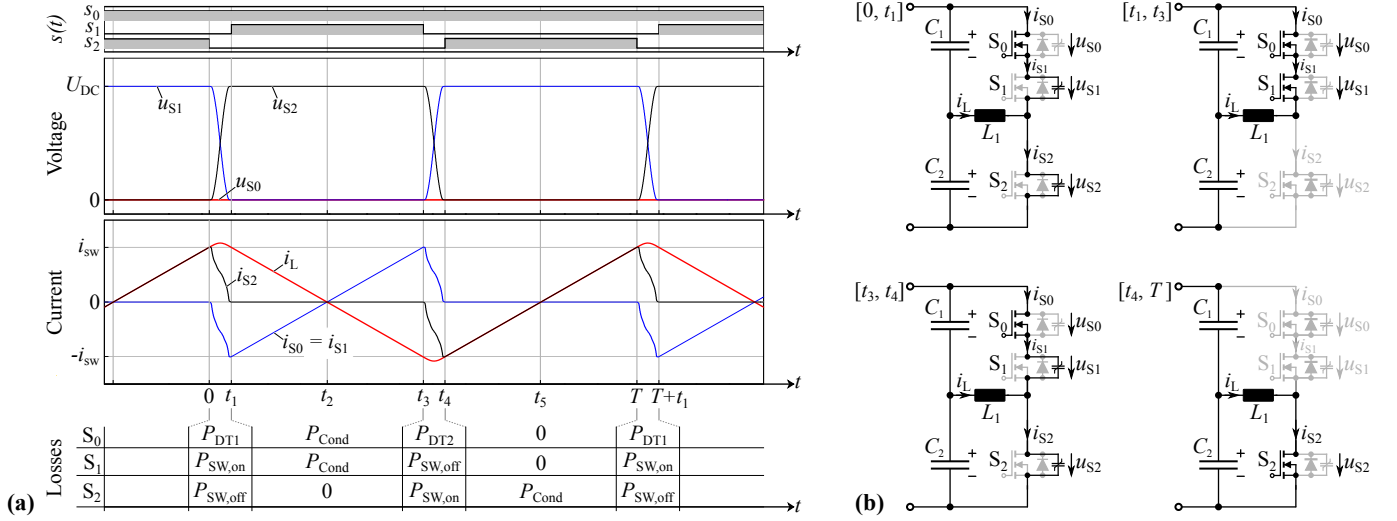 s(t)
s0
s1
s2
t
Voltage
UDC
0
uS1
uS2
uS0
t
Current
isw
0
-isw
iL
iS2
iS0 = iS1
t
0 t1 t2 t3 t4 t5 T T+t1
Losses
S0 PDT1 PCond PDT2 0 PDT1
S1 PSW,on PCond PSW,off 0 PSW,on
S2 PSW,off 0 PSW,on PCond PSW,off
t
(a)
[0, t1]
iS0
C1 + − S0 uS0
iS1
S1 uS1
iL
L1
iS2
C2 + − S2 uS2
[t1, t3]
iS0
C1 + − S0 uS0
iS1
S1 uS1
iL
L1
iS2
C2 + − S2 uS2
[t3, t4]
iS0
C1 + − S0 uS0
iS1
S1 uS1
iL
L1
iS2
C2 + − S2 uS2
[t4, T]
iS0
C1 + − S0 uS0
iS1
S1 uS1
iL
L1
iS2
C2 + − S2 uS2
(b)